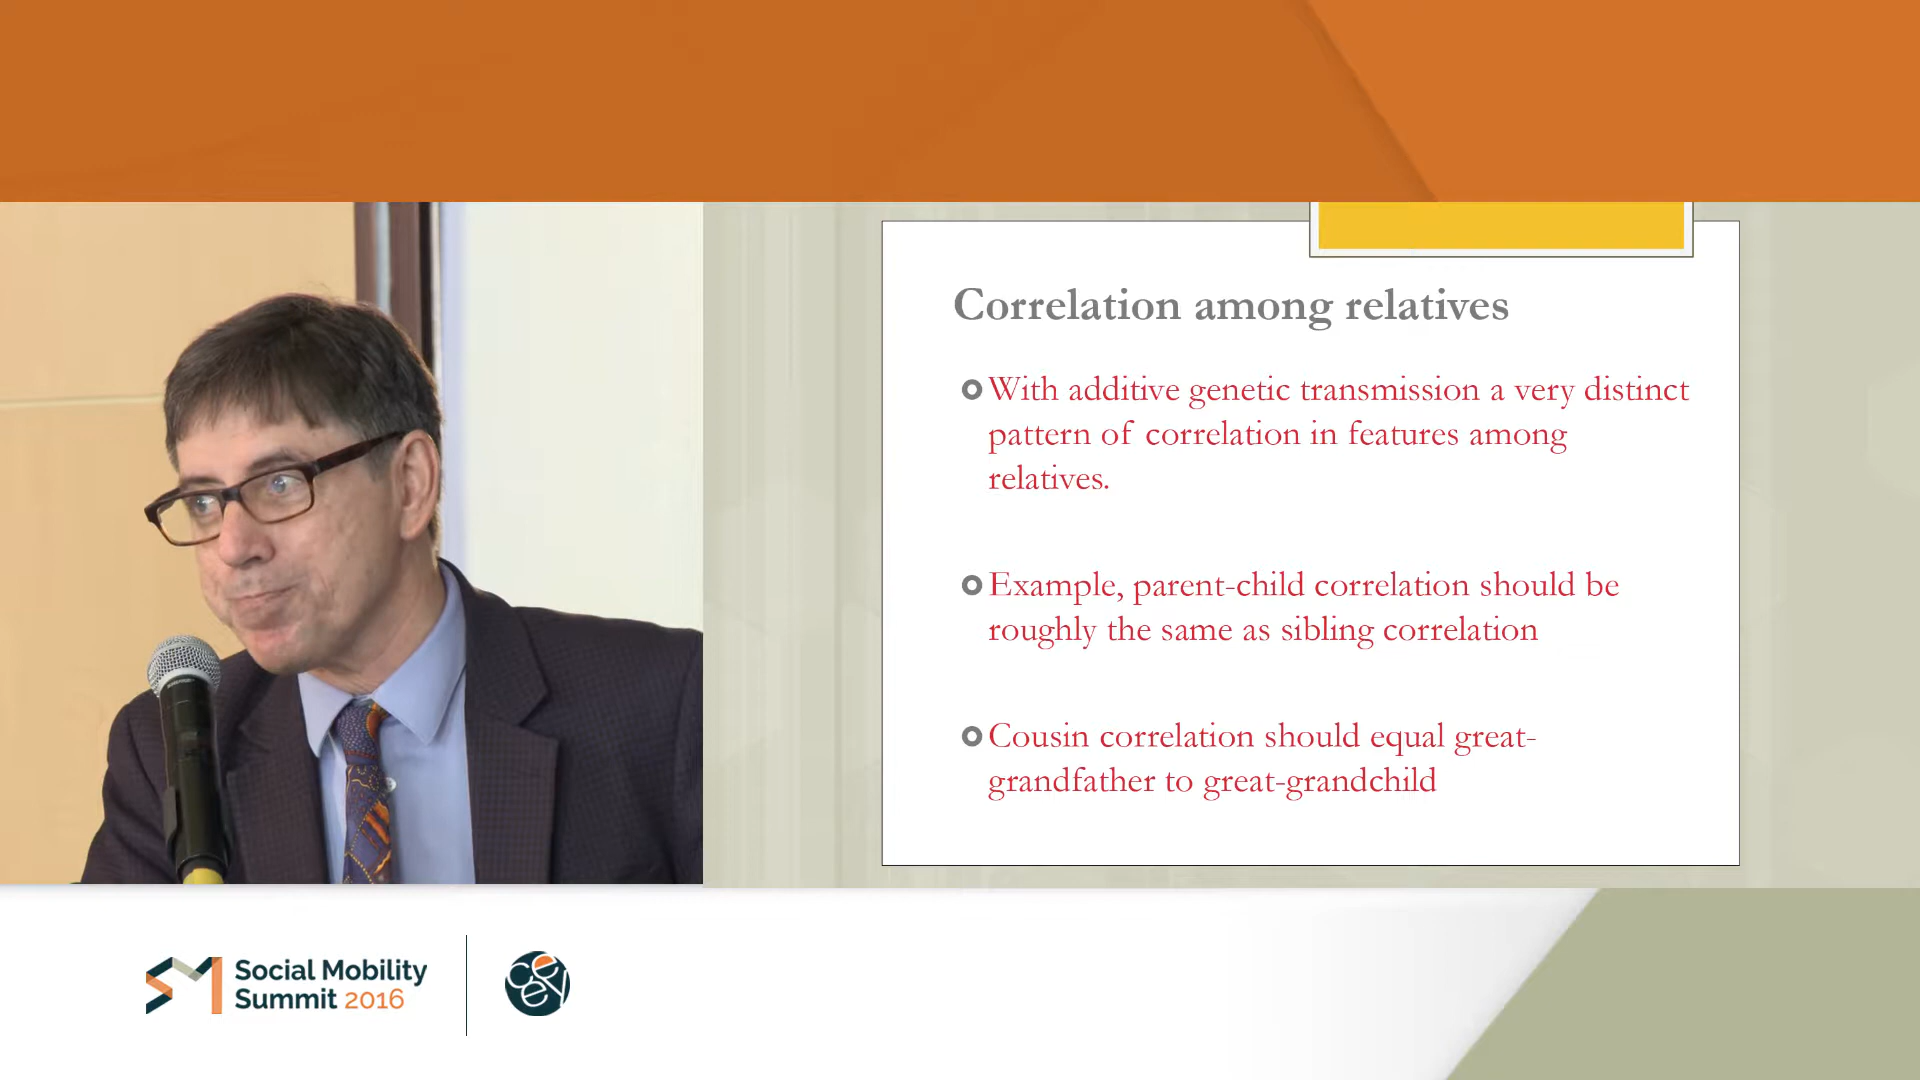 Correlation among relatives
With additive genetic transmission a very distinct
pattern of correlation in features among
relatives.
Example, parent-child correlation should be
roughly the same as sibling correlation
Cousin correlation should equal great-
grandfather to great-grandchild
Social Mobility
Summit 2016
ceey